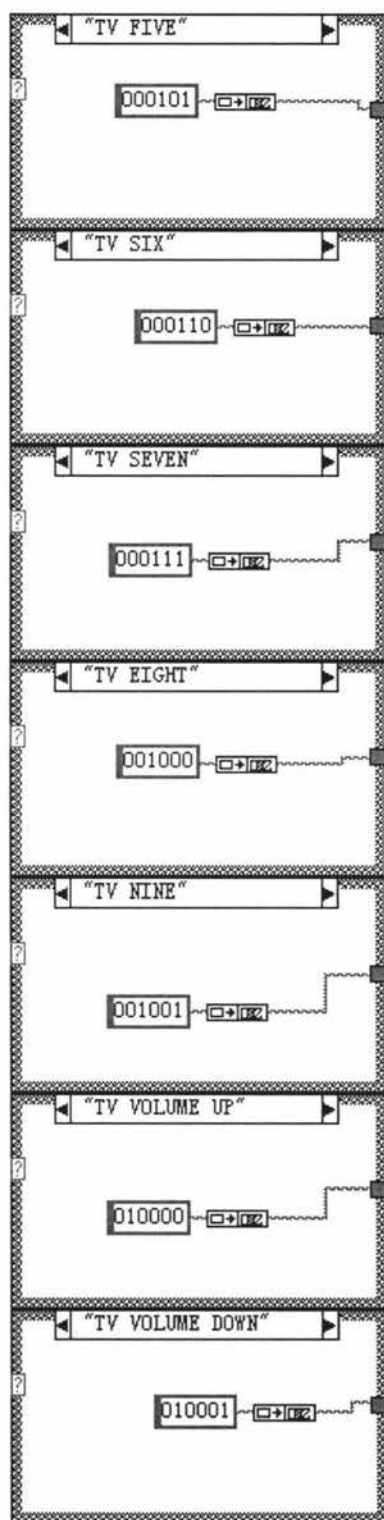 "TV FIVE"
?
000101
"TV SIX"
?
000110
"TV SEVEN"
?
000111
"TV EIGHT"
?
001000
"TV NINE"
?
001001
"TV VOLUME UP"
?
010000
"TV VOLUME DOWN"
?
010001